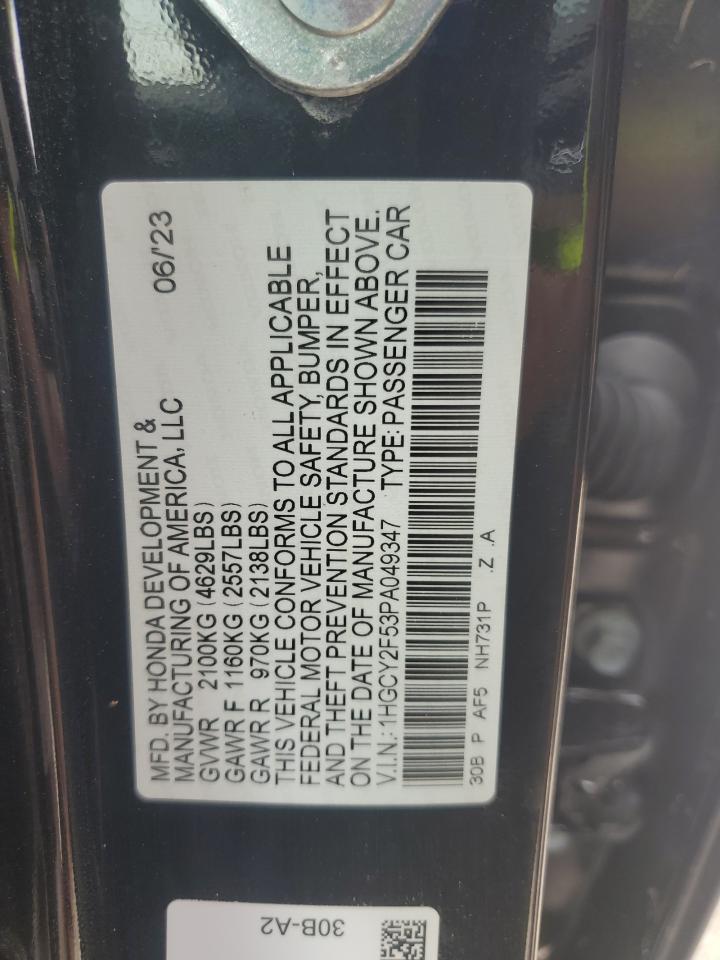 MFD. BY HONDA DEVELOPMENT &
MANUFACTURING OF AMERICA, LLC 06/'23
GVWR 2100KG (4629LBS)
GAWR F 1160KG (2557LBS)
GAWR R 970KG (2138LBS)
THIS VEHICLE CONFORMS TO ALL APPLICABLE
FEDERAL MOTOR VEHICLE SAFETY, BUMPER,
AND THEFT PREVENTION STANDARDS IN EFFECT
ON THE DATE OF MANUFACTURE SHOWN ABOVE.
V.I.N.: 1HGCY2F53PA049347 TYPE: PASSENGER CAR
30B P AF5 NH731P .Z .A
30B-A2